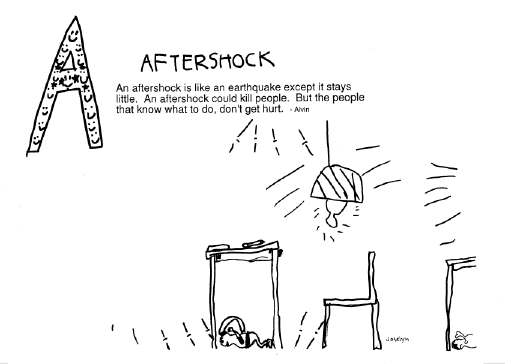 A
AFTERSHOCK
An aftershock is like an earthquake except it stays
little. An aftershock could kill people. But the people
that know what to do, don't get hurt. - Alvin
Joselyn